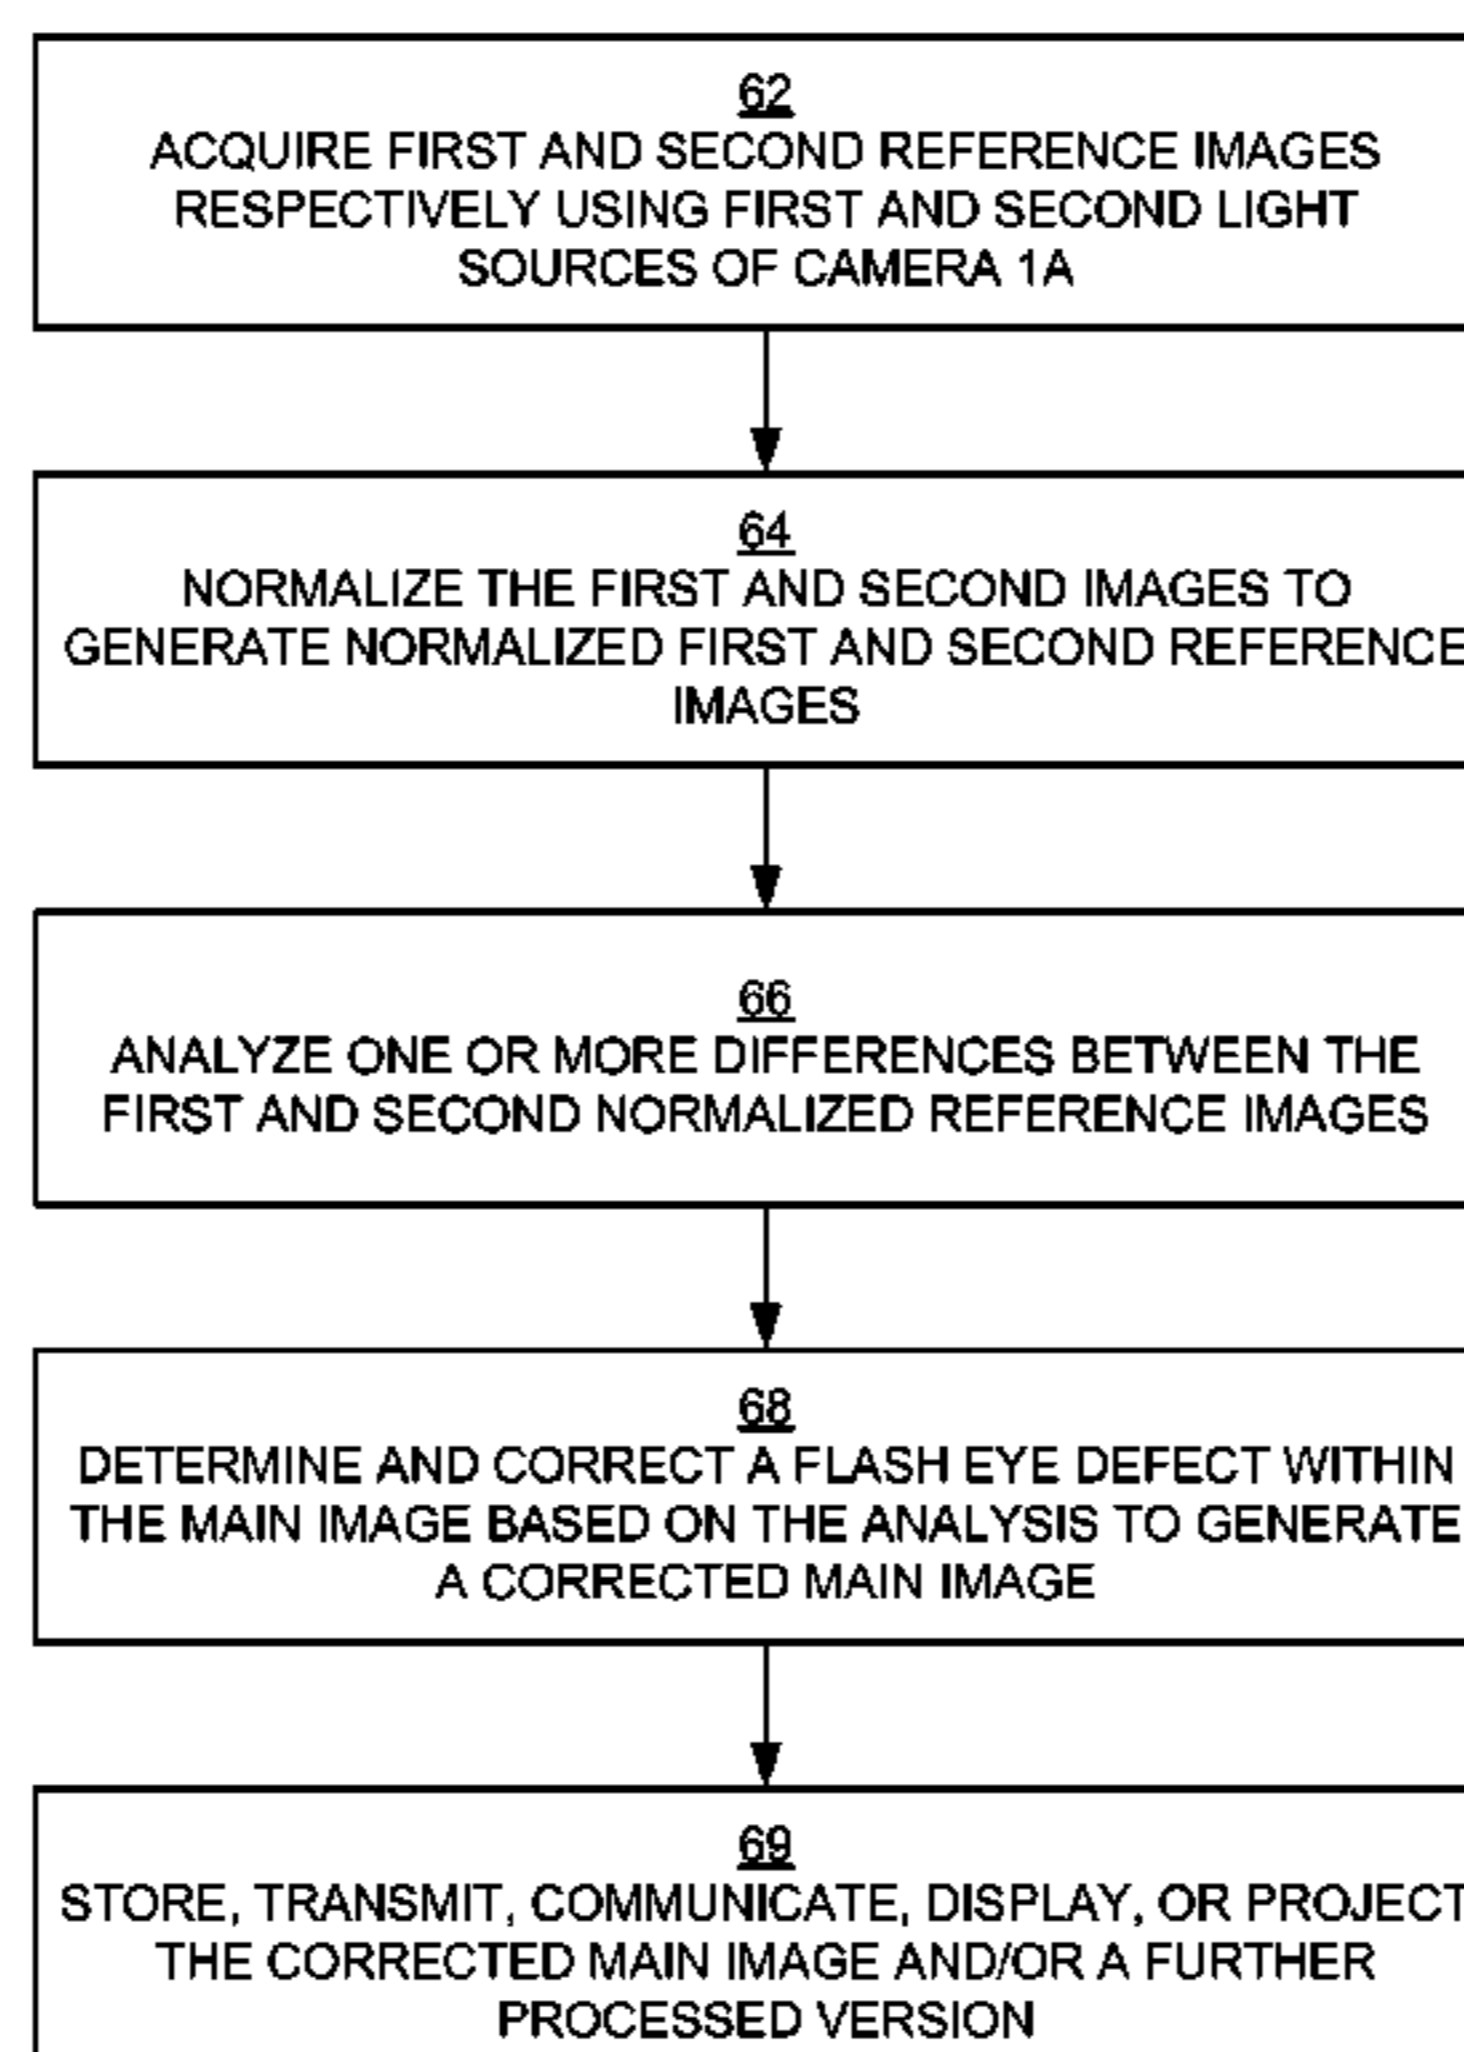 62
ACQUIRE FIRST AND SECOND REFERENCE IMAGES
RESPECTIVELY USING FIRST AND SECOND LIGHT
SOURCES OF CAMERA 1A
64
NORMALIZE THE FIRST AND SECOND IMAGES TO
GENERATE NORMALIZED FIRST AND SECOND REFERENCE
IMAGES
66
ANALYZE ONE OR MORE DIFFERENCES BETWEEN THE
FIRST AND SECOND NORMALIZED REFERENCE IMAGES
68
DETERMINE AND CORRECT A FLASH EYE DEFECT WITHIN
THE MAIN IMAGE BASED ON THE ANALYSIS TO GENERATE
A CORRECTED MAIN IMAGE
69
STORE, TRANSMIT, COMMUNICATE, DISPLAY, OR PROJECT
THE CORRECTED MAIN IMAGE AND/OR A FURTHER
PROCESSED VERSION